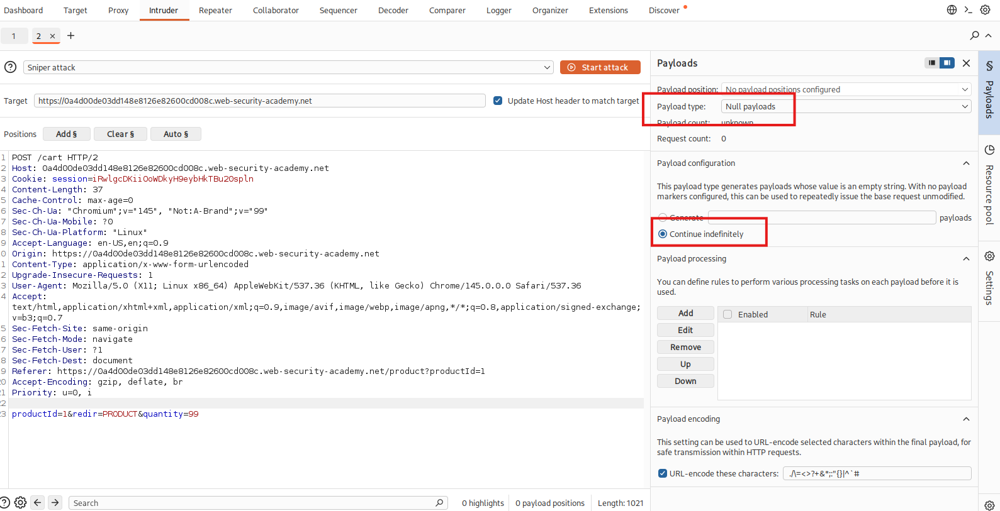 Dashboard Target Proxy Intruder Repeater Collaborator Sequencer Decoder Comparer Logger Organizer Extensions Discover
1 2 × +
Sniper attack
Start attack
Target https://0a4d00de03dd148e8126e82600cd008c.web-security-academy.net
Update Host header to match target
Positions Add § Clear § Auto §
1 POST /cart HTTP/2
2 Host: 0a4d00de03dd148e8126e82600cd008c.web-security-academy.net
3 Cookie: session=iRwlgcDKiiOoWDkyH9eybHkTBu2Ospln
4 Content-Length: 37
5 Cache-Control: max-age=0
6 Sec-Ch-Ua: "Chromium";v="145", "Not:A-Brand";v="99"
7 Sec-Ch-Ua-Mobile: ?0
8 Sec-Ch-Ua-Platform: "Linux"
9 Accept-Language: en-US,en;q=0.9
0 Origin: https://0a4d00de03dd148e8126e82600cd008c.web-security-academy.net
1 Content-Type: application/x-www-form-urlencoded
2 Upgrade-Insecure-Requests: 1
3 User-Agent: Mozilla/5.0 (X11; Linux x86_64) AppleWebKit/537.36 (KHTML, like Gecko) Chrome/145.0.0.0 Safari/537.36
4 Accept:
text/html,application/xhtml+xml,application/xml;q=0.9,image/avif,image/webp,image/apng,*/*;q=0.8,application/signed-exchange;
v=b3;q=0.7
5 Sec-Fetch-Site: same-origin
6 Sec-Fetch-Mode: navigate
7 Sec-Fetch-User: ?1
8 Sec-Fetch-Dest: document
9 Referer: https://0a4d00de03dd148e8126e82600cd008c.web-security-academy.net/product?productId=1
20 Accept-Encoding: gzip, deflate, br
21 Priority: u=0, i
22
23 productId=1&redir=PRODUCT&quantity=99
Search
0 highlights 0 payload positions Length: 1021
Payloads
Payload position: No payload positions configured
Payload type: Null payloads
Payload count: unknown
Request count: 0
Payload configuration
This payload type generates payloads whose value is an empty string. With no payload
markers configured, this can be used to repeatedly issue the base request unmodified.
Generate payloads
Continue indefinitely
Payload processing
You can define rules to perform various processing tasks on each payload before it is
used.
Add
Edit
Remove
Up
Down
Enabled Rule
Payload encoding
This setting can be used to URL-encode selected characters within the final payload, for
safe transmission within HTTP requests.
URL-encode these characters: ./\=<>?+&*;:"{}|^`#
§ Payloads
Resource pool
Settings